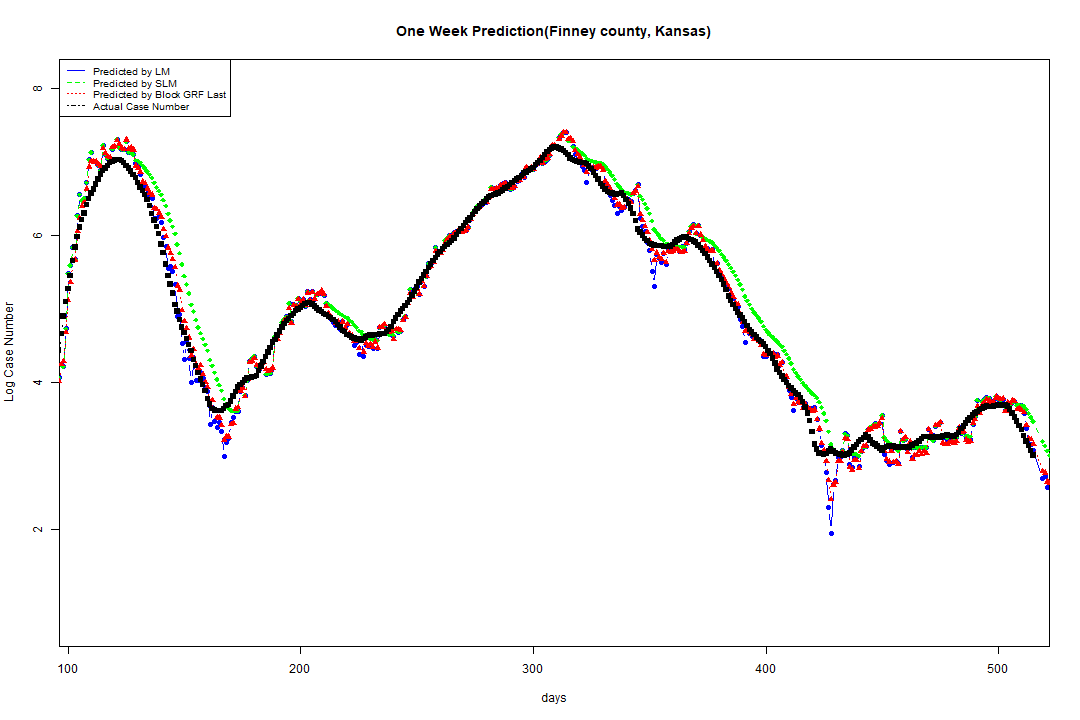 One Week Prediction(Finney county, Kansas)
Predicted by LM
Predicted by SLM
Predicted by Block GRF Last
Actual Case Number
8
6
4
2
Log Case Number
100 200 300 400 500
days